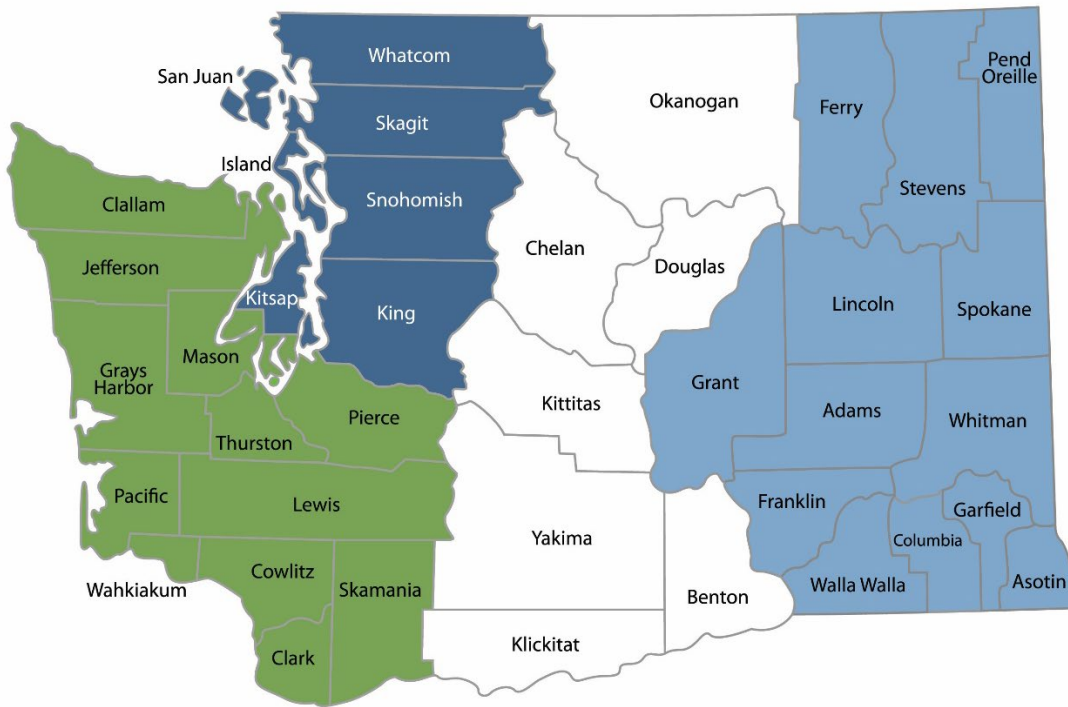 Whatcom
San Juan
Okanogan
Pend
Oreille
Ferry
Skagit
Island
Stevens
Snohomish
Clallam
Chelan
Jefferson
Douglas
Kitsap
Lincoln
Spokane
King
Mason
Grays
Harbor
Grant
Kittitas
Adams
Pierce
Whitman
Thurston
Pacific
Lewis
Franklin
Garfield
Yakima
Columbia
Wahkiakum
Cowlitz
Skamania
Walla Walla
Asotin
Benton
Klickitat
Clark